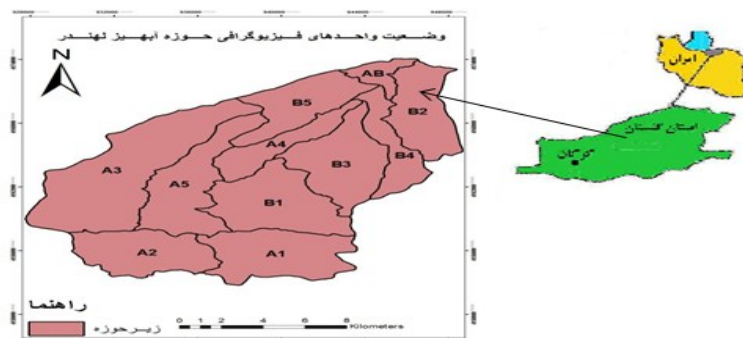 وضعیت واحدهای فیزیوگرافی حوزه آبخیز لهندر
AB
B5
B2
A4
B3
B4
A3
A5
B1
A2
A1
راهنما
زیرحوزه
0 1 2 4 6 8
Kilometers
ایران
استان گلستان
گرگان